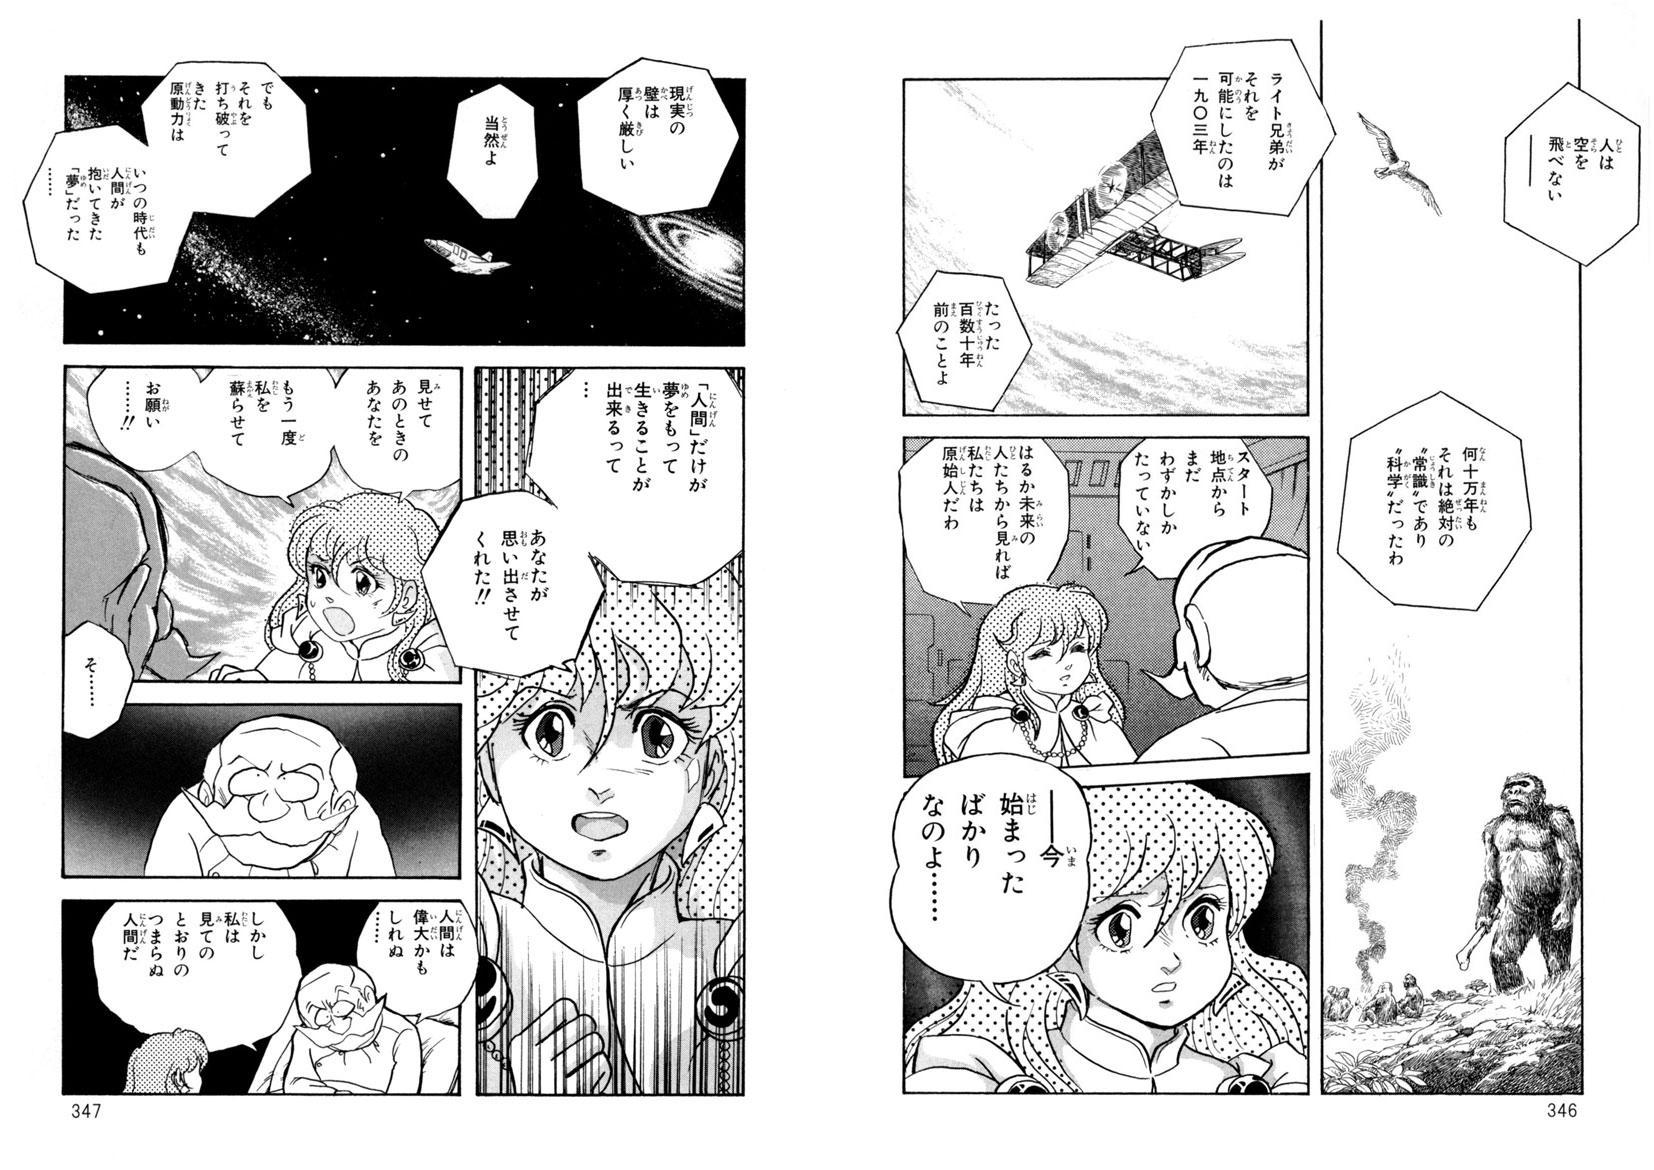 人は
空を
飛べない
――
何十万年も
それは絶対の
“常識”であり
“科学”だったわ
ライト兄弟が
それを
可能にしたのは
一九〇三年
たった
百数十年
前のことよ
スタート
地点から
まだ
わずかしか
たっていない
はるか未来の
人たちから見れば
私たちは
原始人だわ
――今
始まった
ばかり
なのよ……
346
現実の
壁は
厚く厳しい
当然よ
でも
それを
打ち破って
きた
原動力は
いつの時代も
人間が
抱いてきた
「夢」だった
……
「人間」だけが
夢をもって
生きることが
出来るって
…
あなたが
思い出させて
くれた!!
見せて
あのときの
あなたを
もう一度
私を
蘇らせて
お願い
……!!
そ……
人間は
偉大かも
しれぬ
……
しかし
私は
見ての
とおりの
つまらぬ
人間だ
347